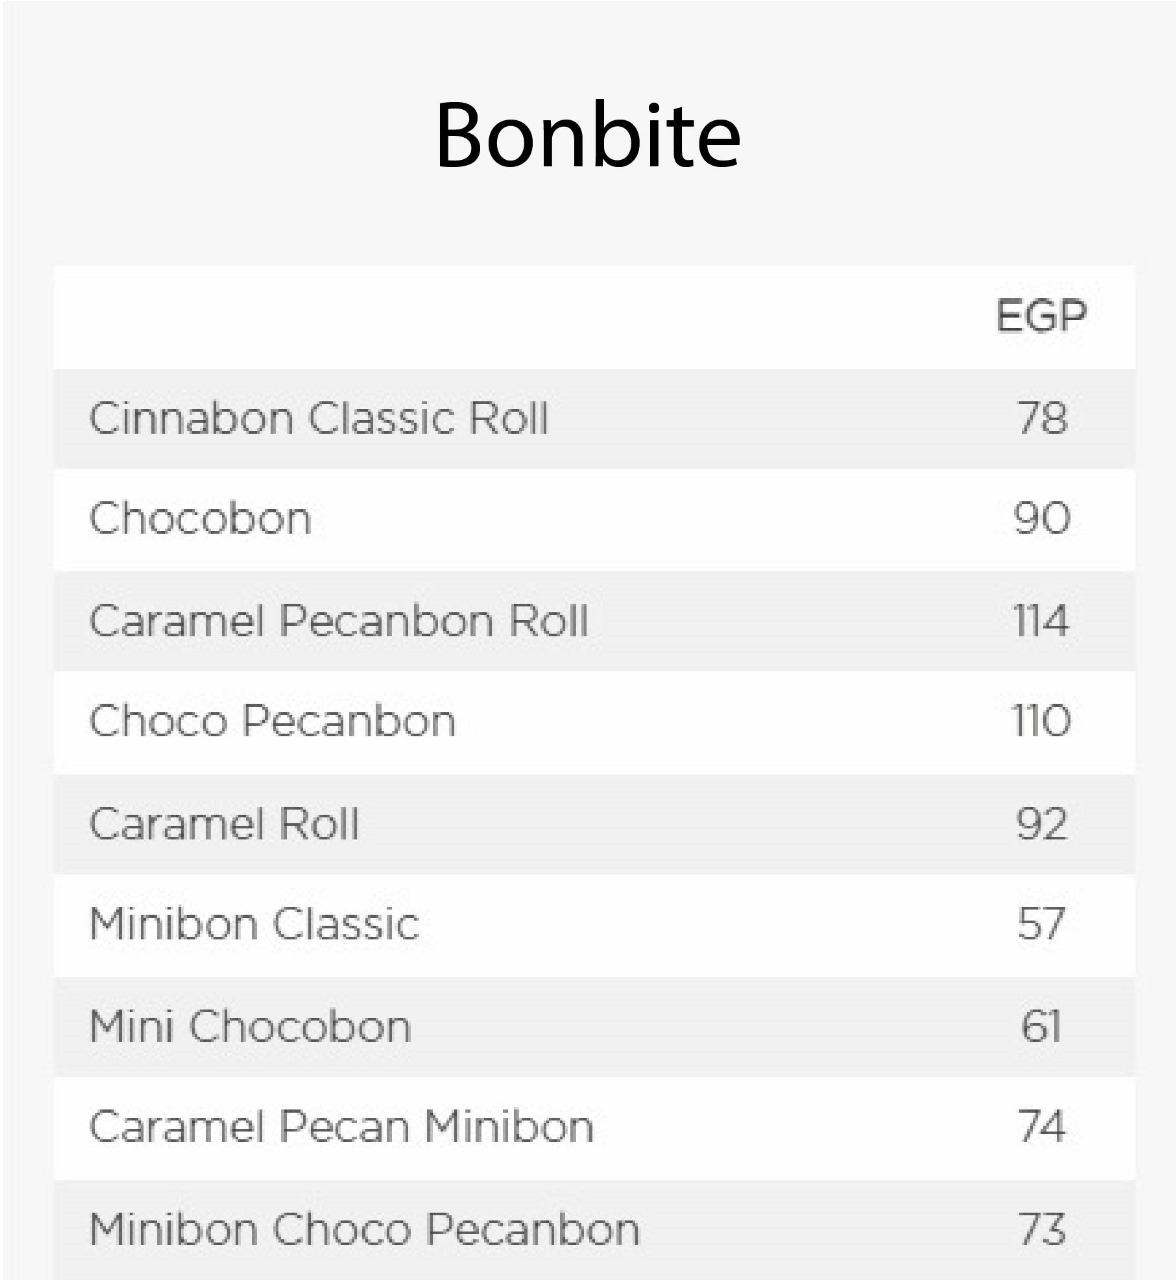 Bonbite
EGP
Cinnabon Classic Roll 78
Chocobon 90
Caramel Pecanbon Roll 114
Choco Pecanbon 110
Caramel Roll 92
Minibon Classic 57
Mini Chocobon 61
Caramel Pecan Minibon 74
Minibon Choco Pecanbon 73